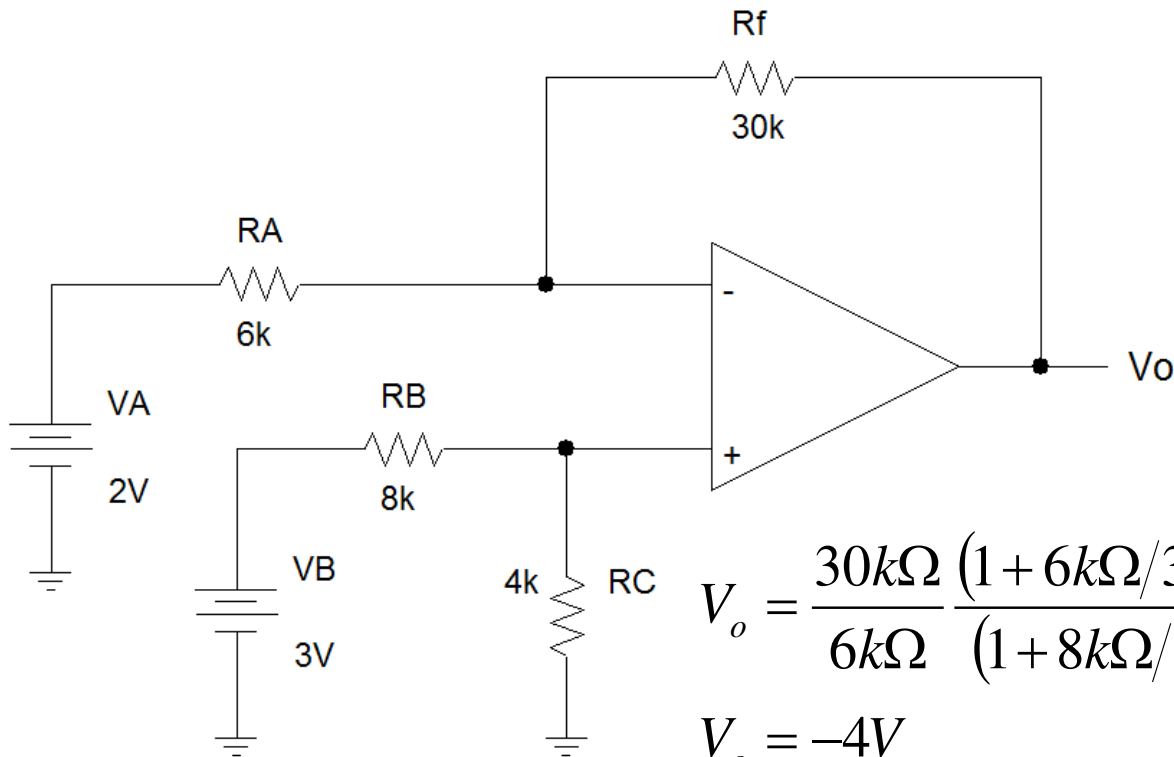 Rf
30k
RA
6k
-
Vo
VA
2V
RB
8k
+
VB
3V
4k RC
V_o = 30kΩ/6kΩ (1 + 6kΩ/3
(1 + 8kΩ/
V_o = −4V